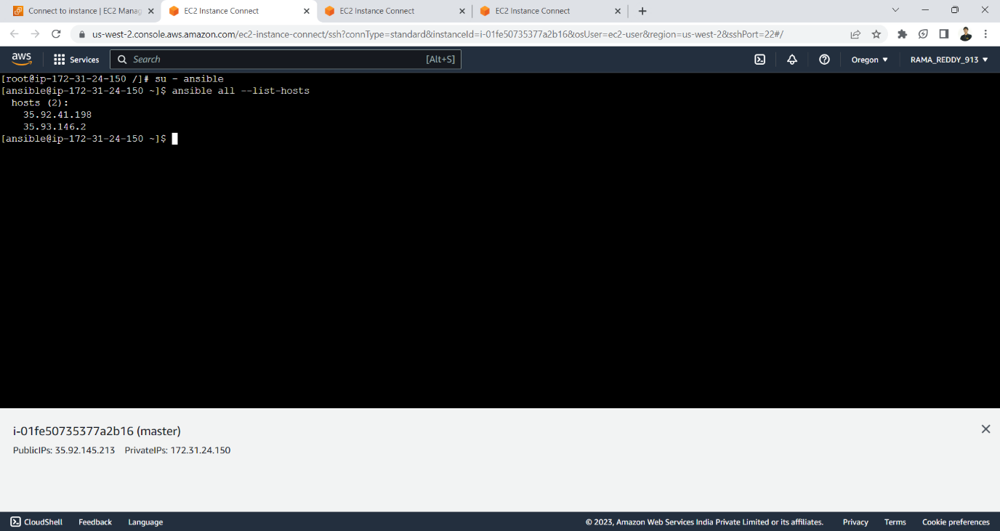 Connect to instance | EC2 Manag
EC2 Instance Connect
EC2 Instance Connect
EC2 Instance Connect
us-west-2.console.aws.amazon.com/ec2-instance-connect/ssh?connType=standard&instanceId=i-01fe50735377a2b16&osUser=ec2-user&region=us-west-2&sshPort=22#/
aws Services Search [Alt+S] Oregon RAMA_REDDY_913
[root@ip-172-31-24-150 /]# su - ansible
[ansible@ip-172-31-24-150 ~]$ ansible all --list-hosts
  hosts (2):
    35.92.41.198
    35.93.146.2
[ansible@ip-172-31-24-150 ~]$
i-01fe50735377a2b16 (master)
PublicIPs: 35.92.145.213 PrivateIPs: 172.31.24.150
CloudShell Feedback Language © 2023, Amazon Web Services India Private Limited or its affiliates. Privacy Terms Cookie preferences